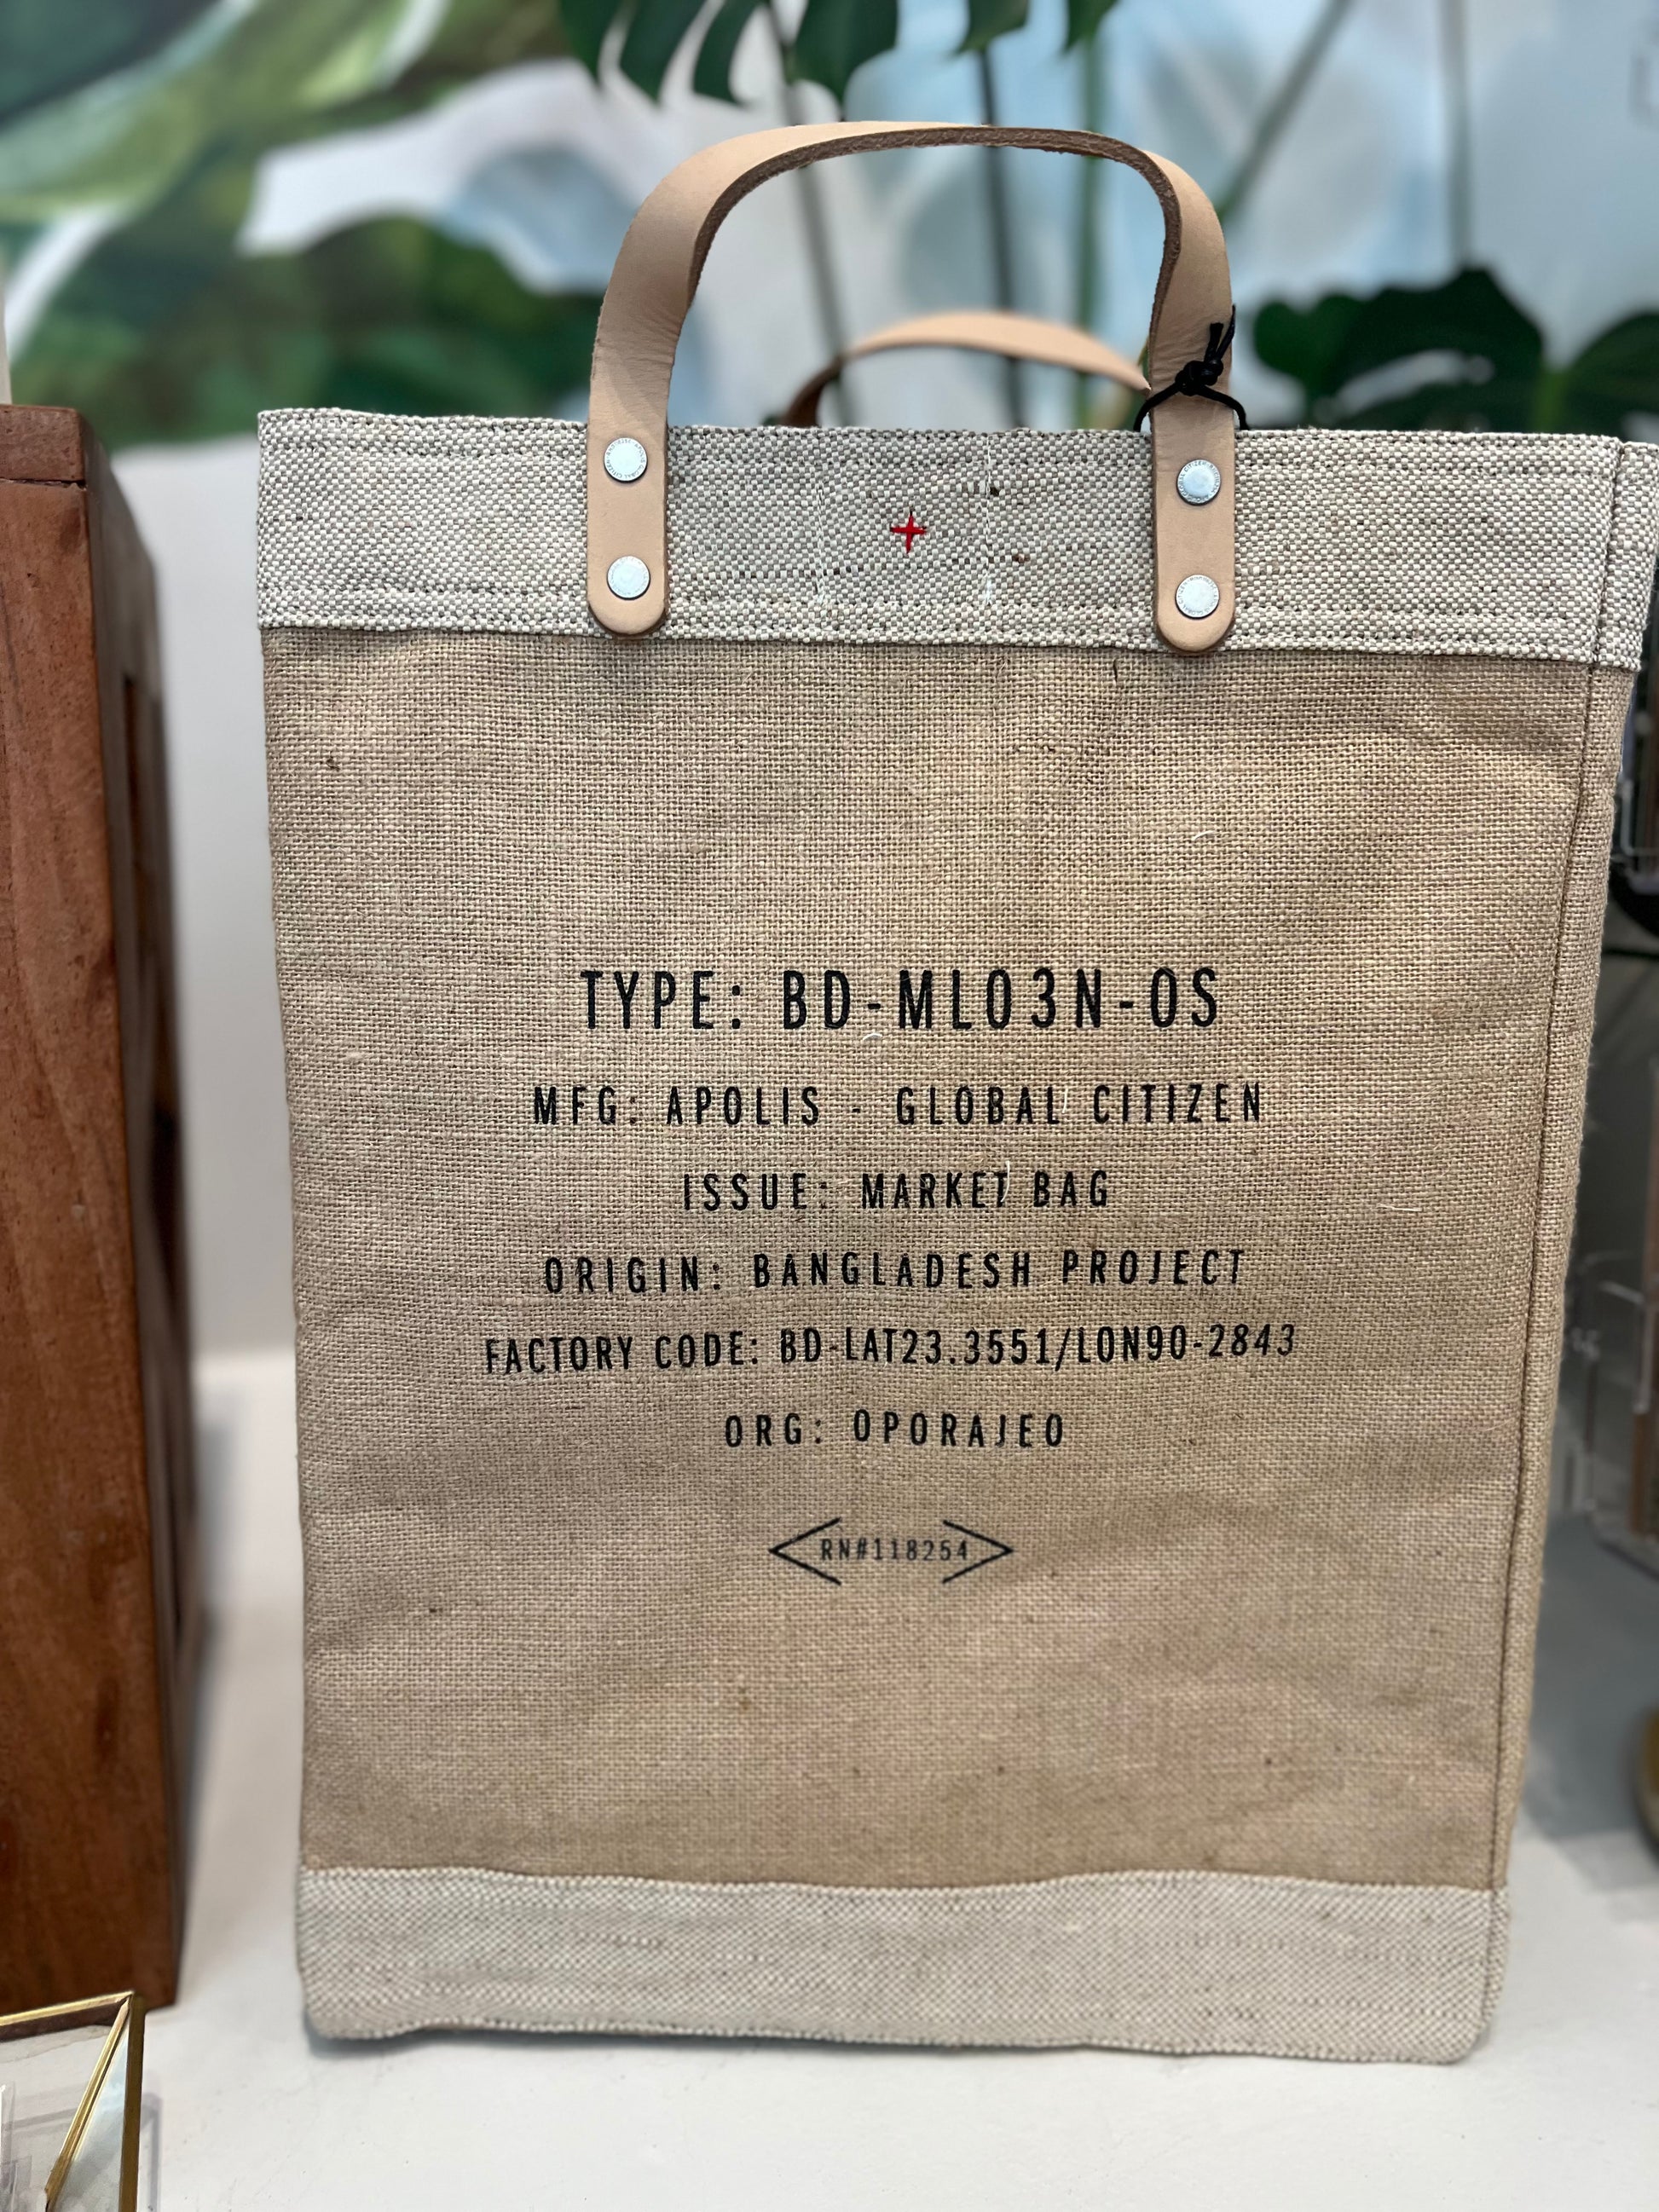 TYPE: BD-ML03N-OS
MFG: APOLIS - GLOBAL CITIZEN
ISSUE: MARKET BAG
ORIGIN: BANGLADESH PROJECT
FACTORY CODE: BD-LAT23.3551/LON90-2843
ORG: OPORAJEO
RN#118254